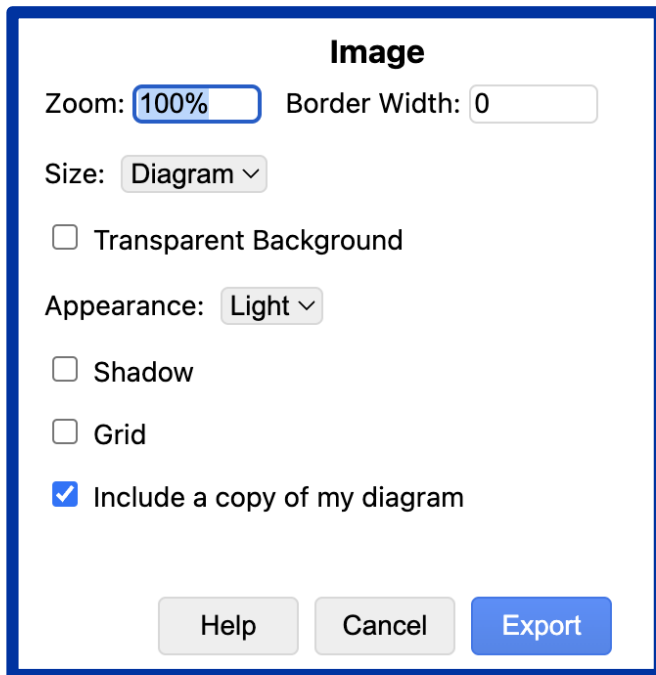 Image
Zoom: 100% Border Width: 0
Size: Diagram
Transparent Background
Appearance: Light
Shadow
Grid
Include a copy of my diagram
Help Cancel Export